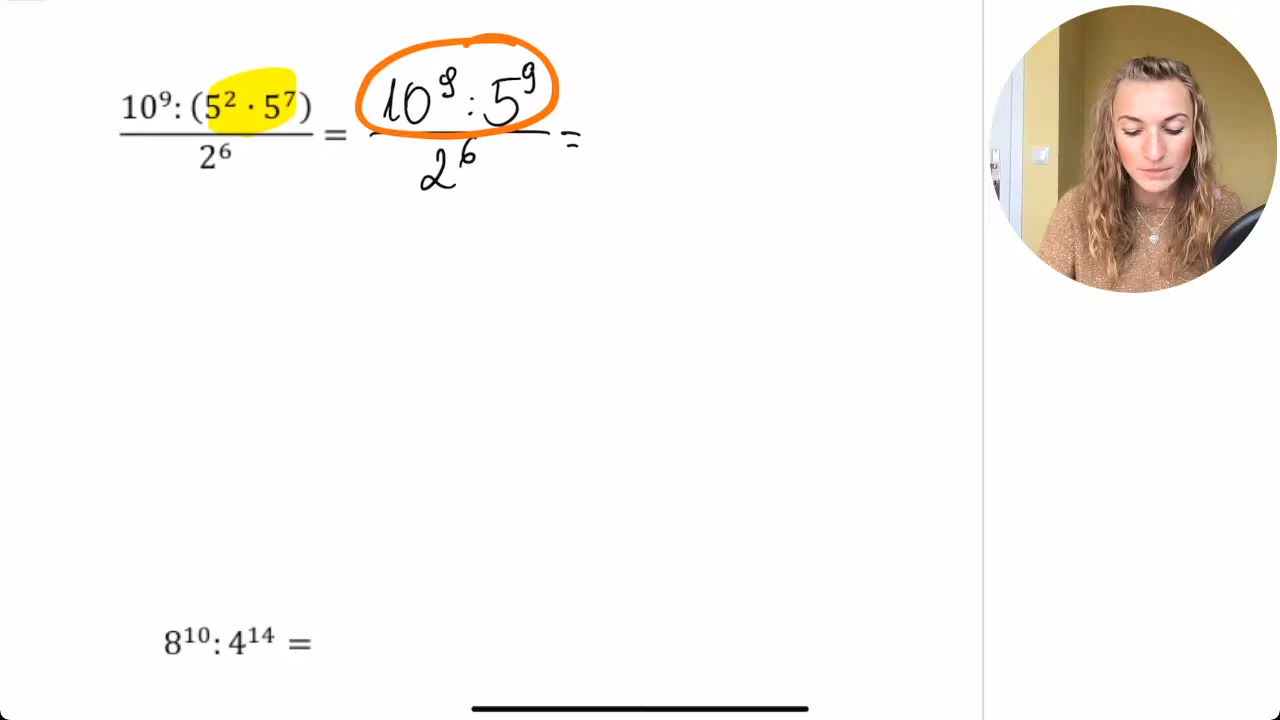 10⁹: (5² · 5⁷) / 2⁶ = 10⁹ : 5⁹ / 2⁶ =
8¹⁰: 4¹⁴ =